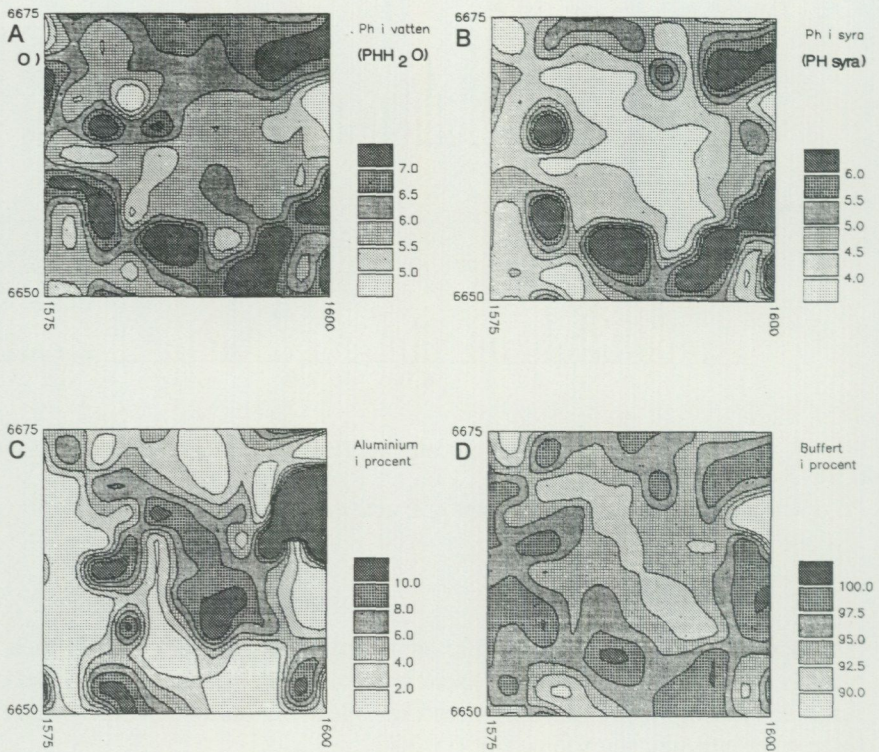 6675
A
O)
. Ph i vatten
(PHH 2 O)
7.0
6.5
6.0
5.5
5.0
6650
1575
1600
6675
B
Ph i syra
(PH syra)
6.0
5.5
5.0
4.5
4.0
6650
1575
1600
6675
C
Aluminium
i procent
10.0
8.0
6.0
4.0
2.0
6650
1575
1600
6675
D
Buffert
i procent
100.0
97.5
95.0
92.5
90.0
6650
1575
1600